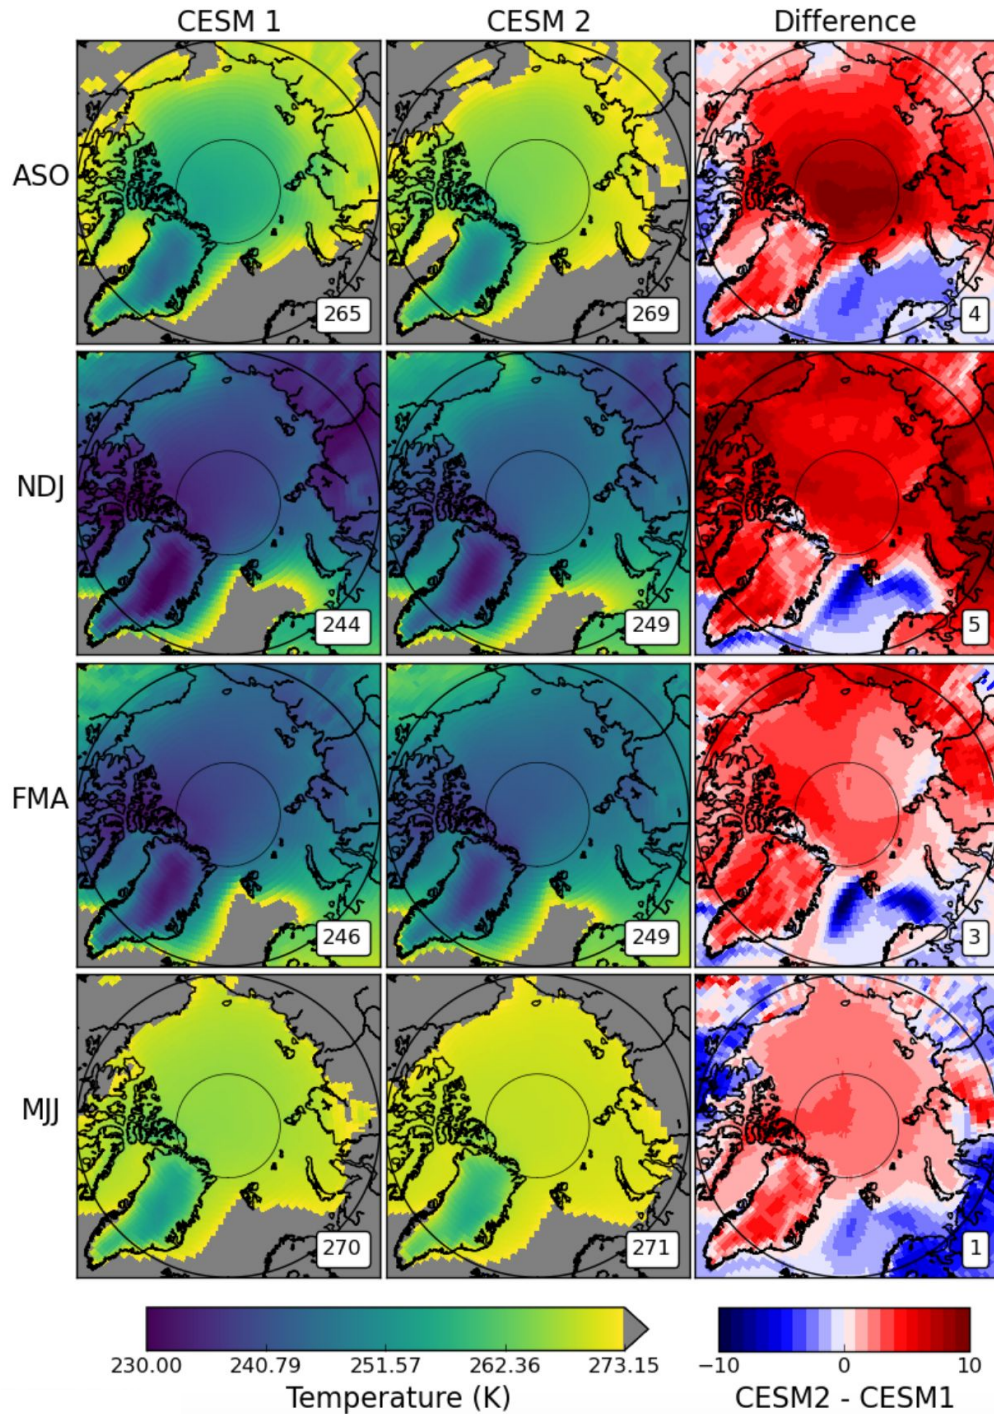 CESM 1 CESM 2 Difference
ASO
265 269 4
NDJ
244 249 5
FMA
246 249 3
MJJ
270 271 1
230.00 240.79 251.57 262.36 273.15 −10 0 10
Temperature (K) CESM2 - CESM1